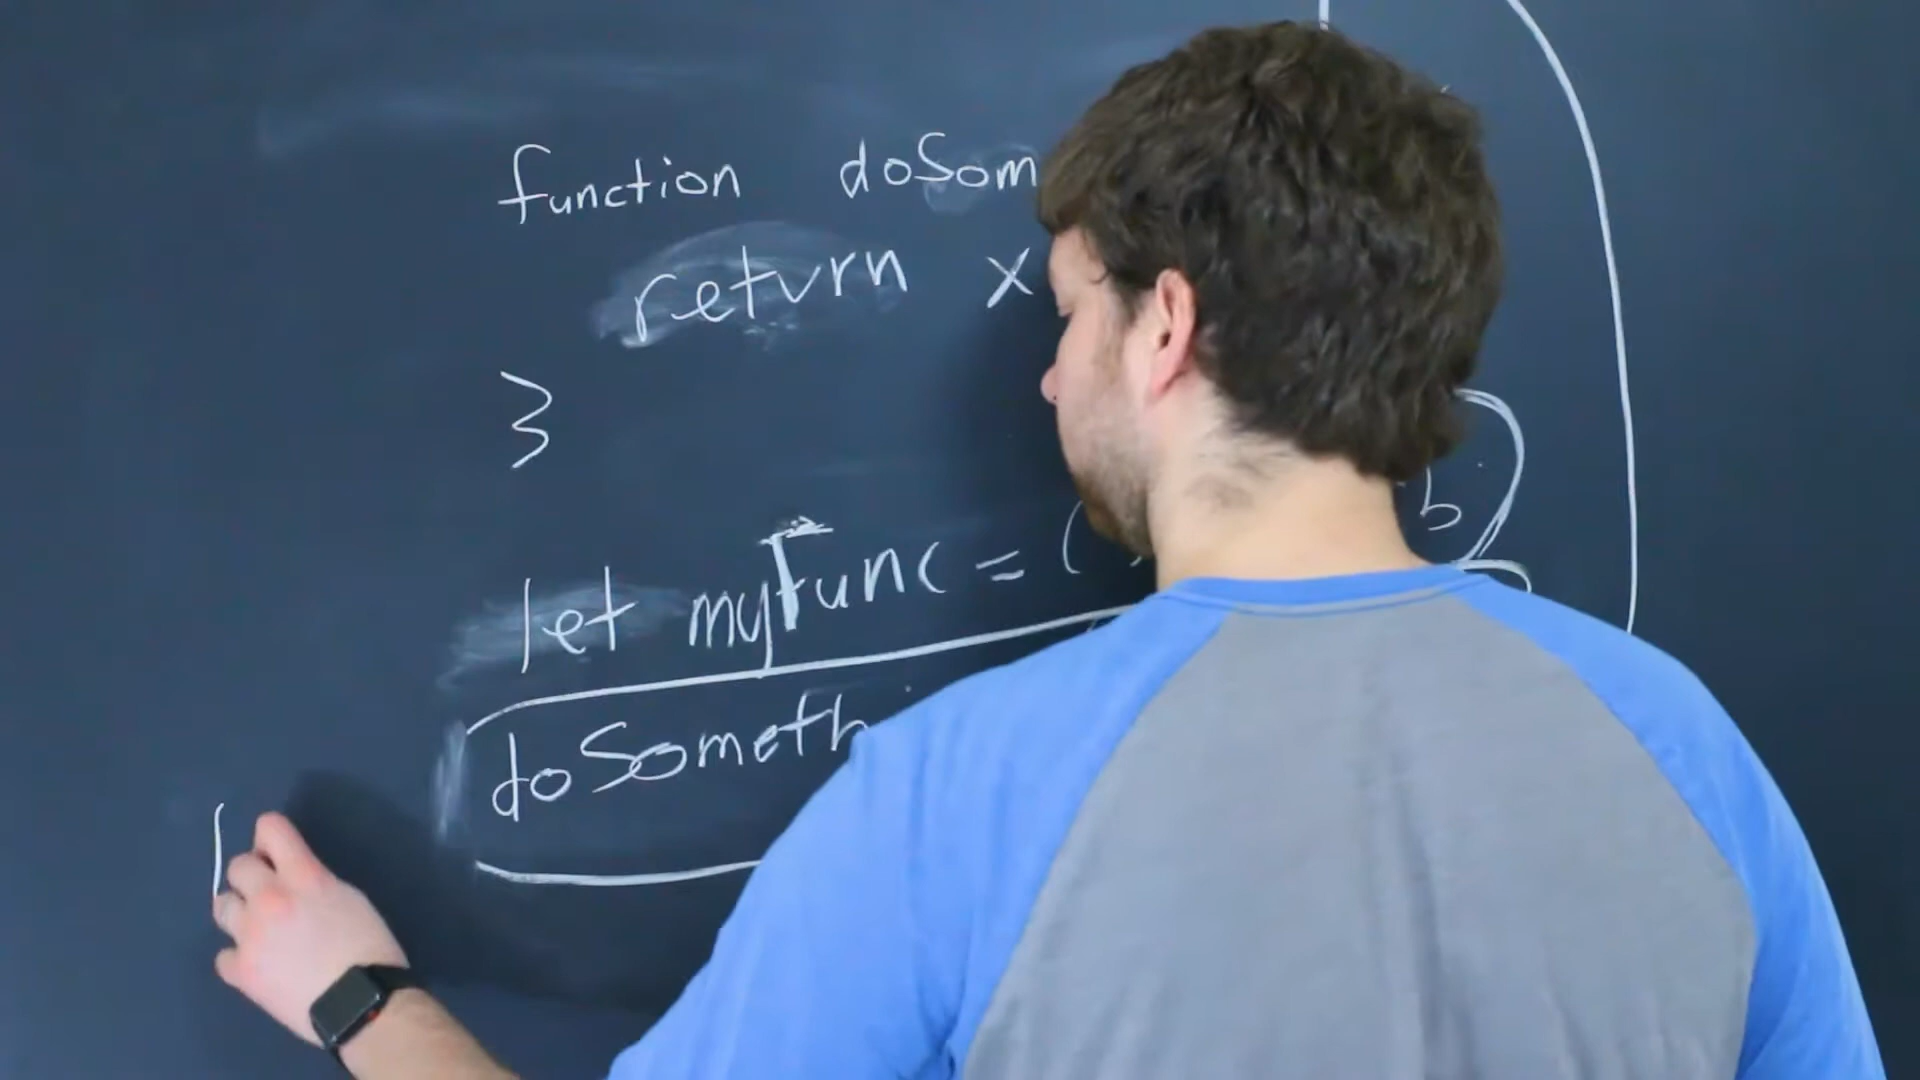 function doSom
return x
}
let myFunc = (
b
doSometh